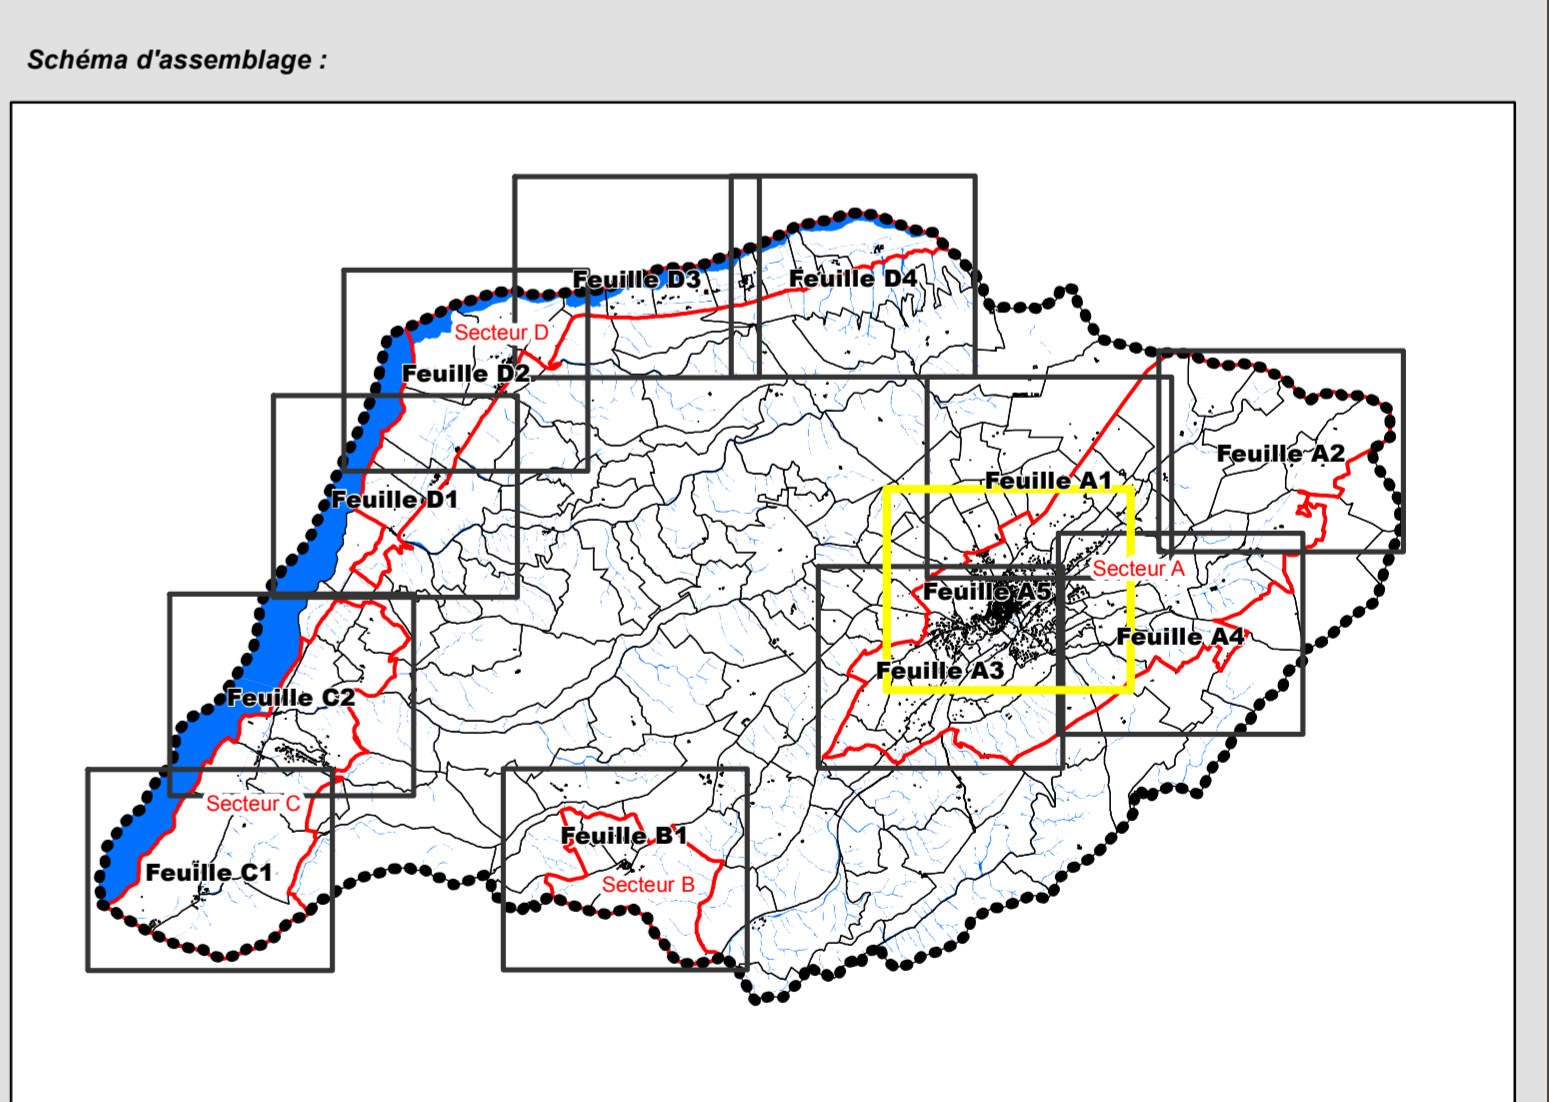 Schéma d'assemblage :
Feuille D3
Feuille D4
Secteur D
Feuille D2
Feuille A2
Feuille A1
Feuille D1
Secteur A
Feuille A5
Feuille A4
Feuille A3
Feuille C2
Secteur C
Feuille B1
Feuille C1
Secteur B